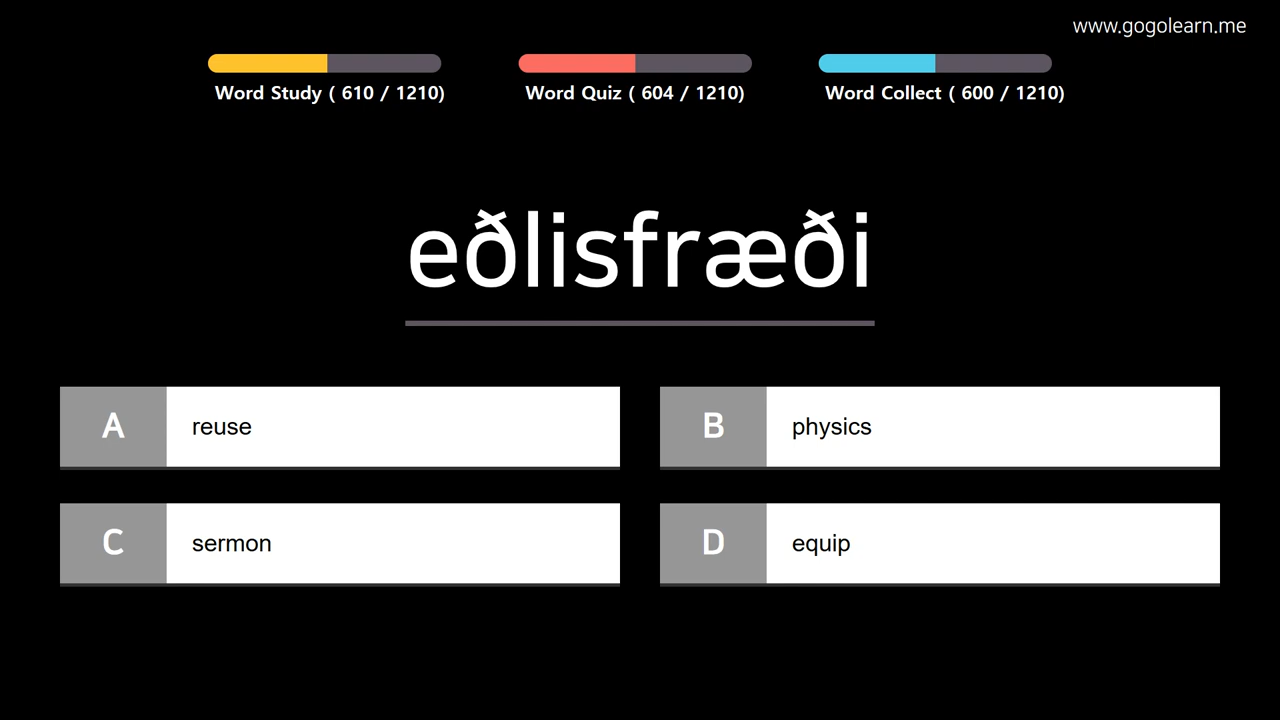 www.gogolearn.me
Word Study ( 610 / 1210)
Word Quiz ( 604 / 1210)
Word Collect ( 600 / 1210)
eðlisfræði
A reuse
B physics
C sermon
D equip